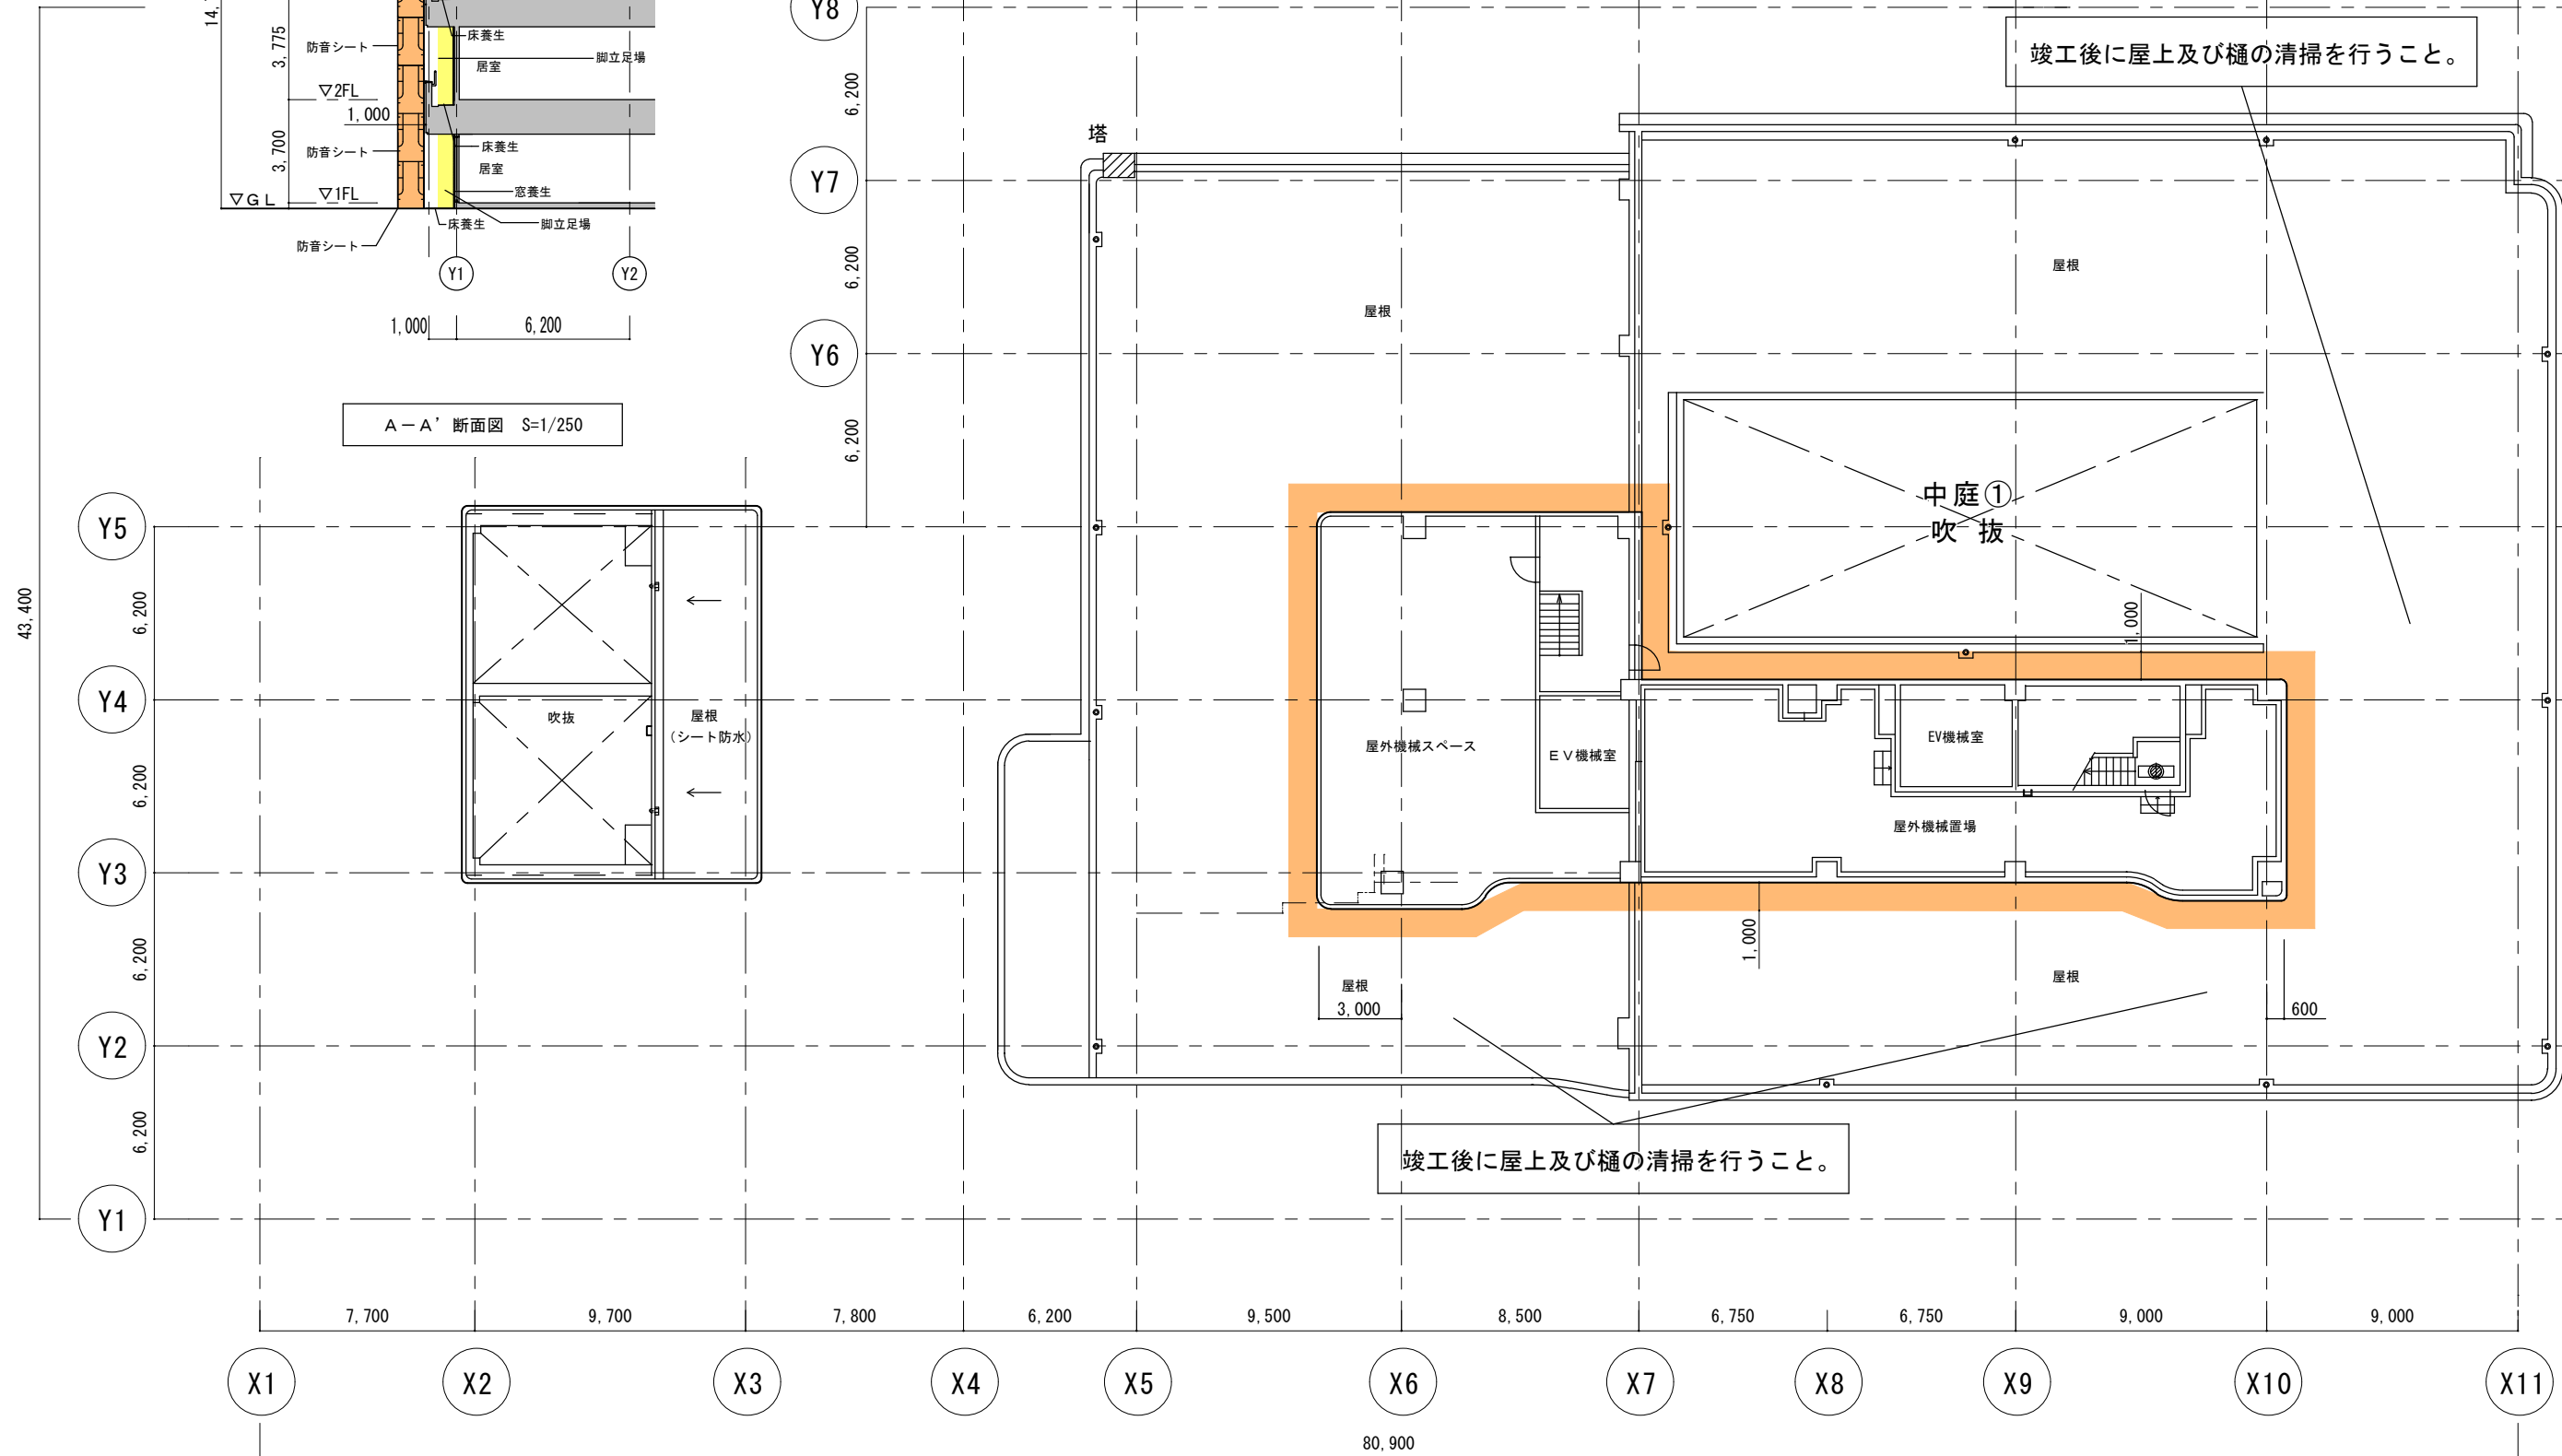 14,
3,775
防音シート
床養生
居室
脚立足場
▽2FL
1,000
3,700
防音シート
床養生
居室
▽1FL
窓養生
▽GL
床養生
脚立足場
防音シート
Y1
Y2
1,000
6,200
A－A’ 断面図 S=1/250
Y8
竣工後に屋上及び樋の清掃を行うこと。
6,200
塔
Y7
6,200
屋根
屋根
Y6
6,200
43,400
中庭①
吹 抜
Y5
6,200
1,000
Y4
吹抜
屋根
(シート防水)
屋外機械スペース
EV機械室
EV機械室
6,200
屋外機械置場
Y3
6,200
1,000
屋根
3,000
屋根
600
Y2
6,200
竣工後に屋上及び樋の清掃を行うこと。
Y1
7,700
9,700
7,800
6,200
9,500
8,500
6,750
6,750
9,000
9,000
X1
X2
X3
X4
X5
X6
X7
X8
X9
X10
X11
80,900